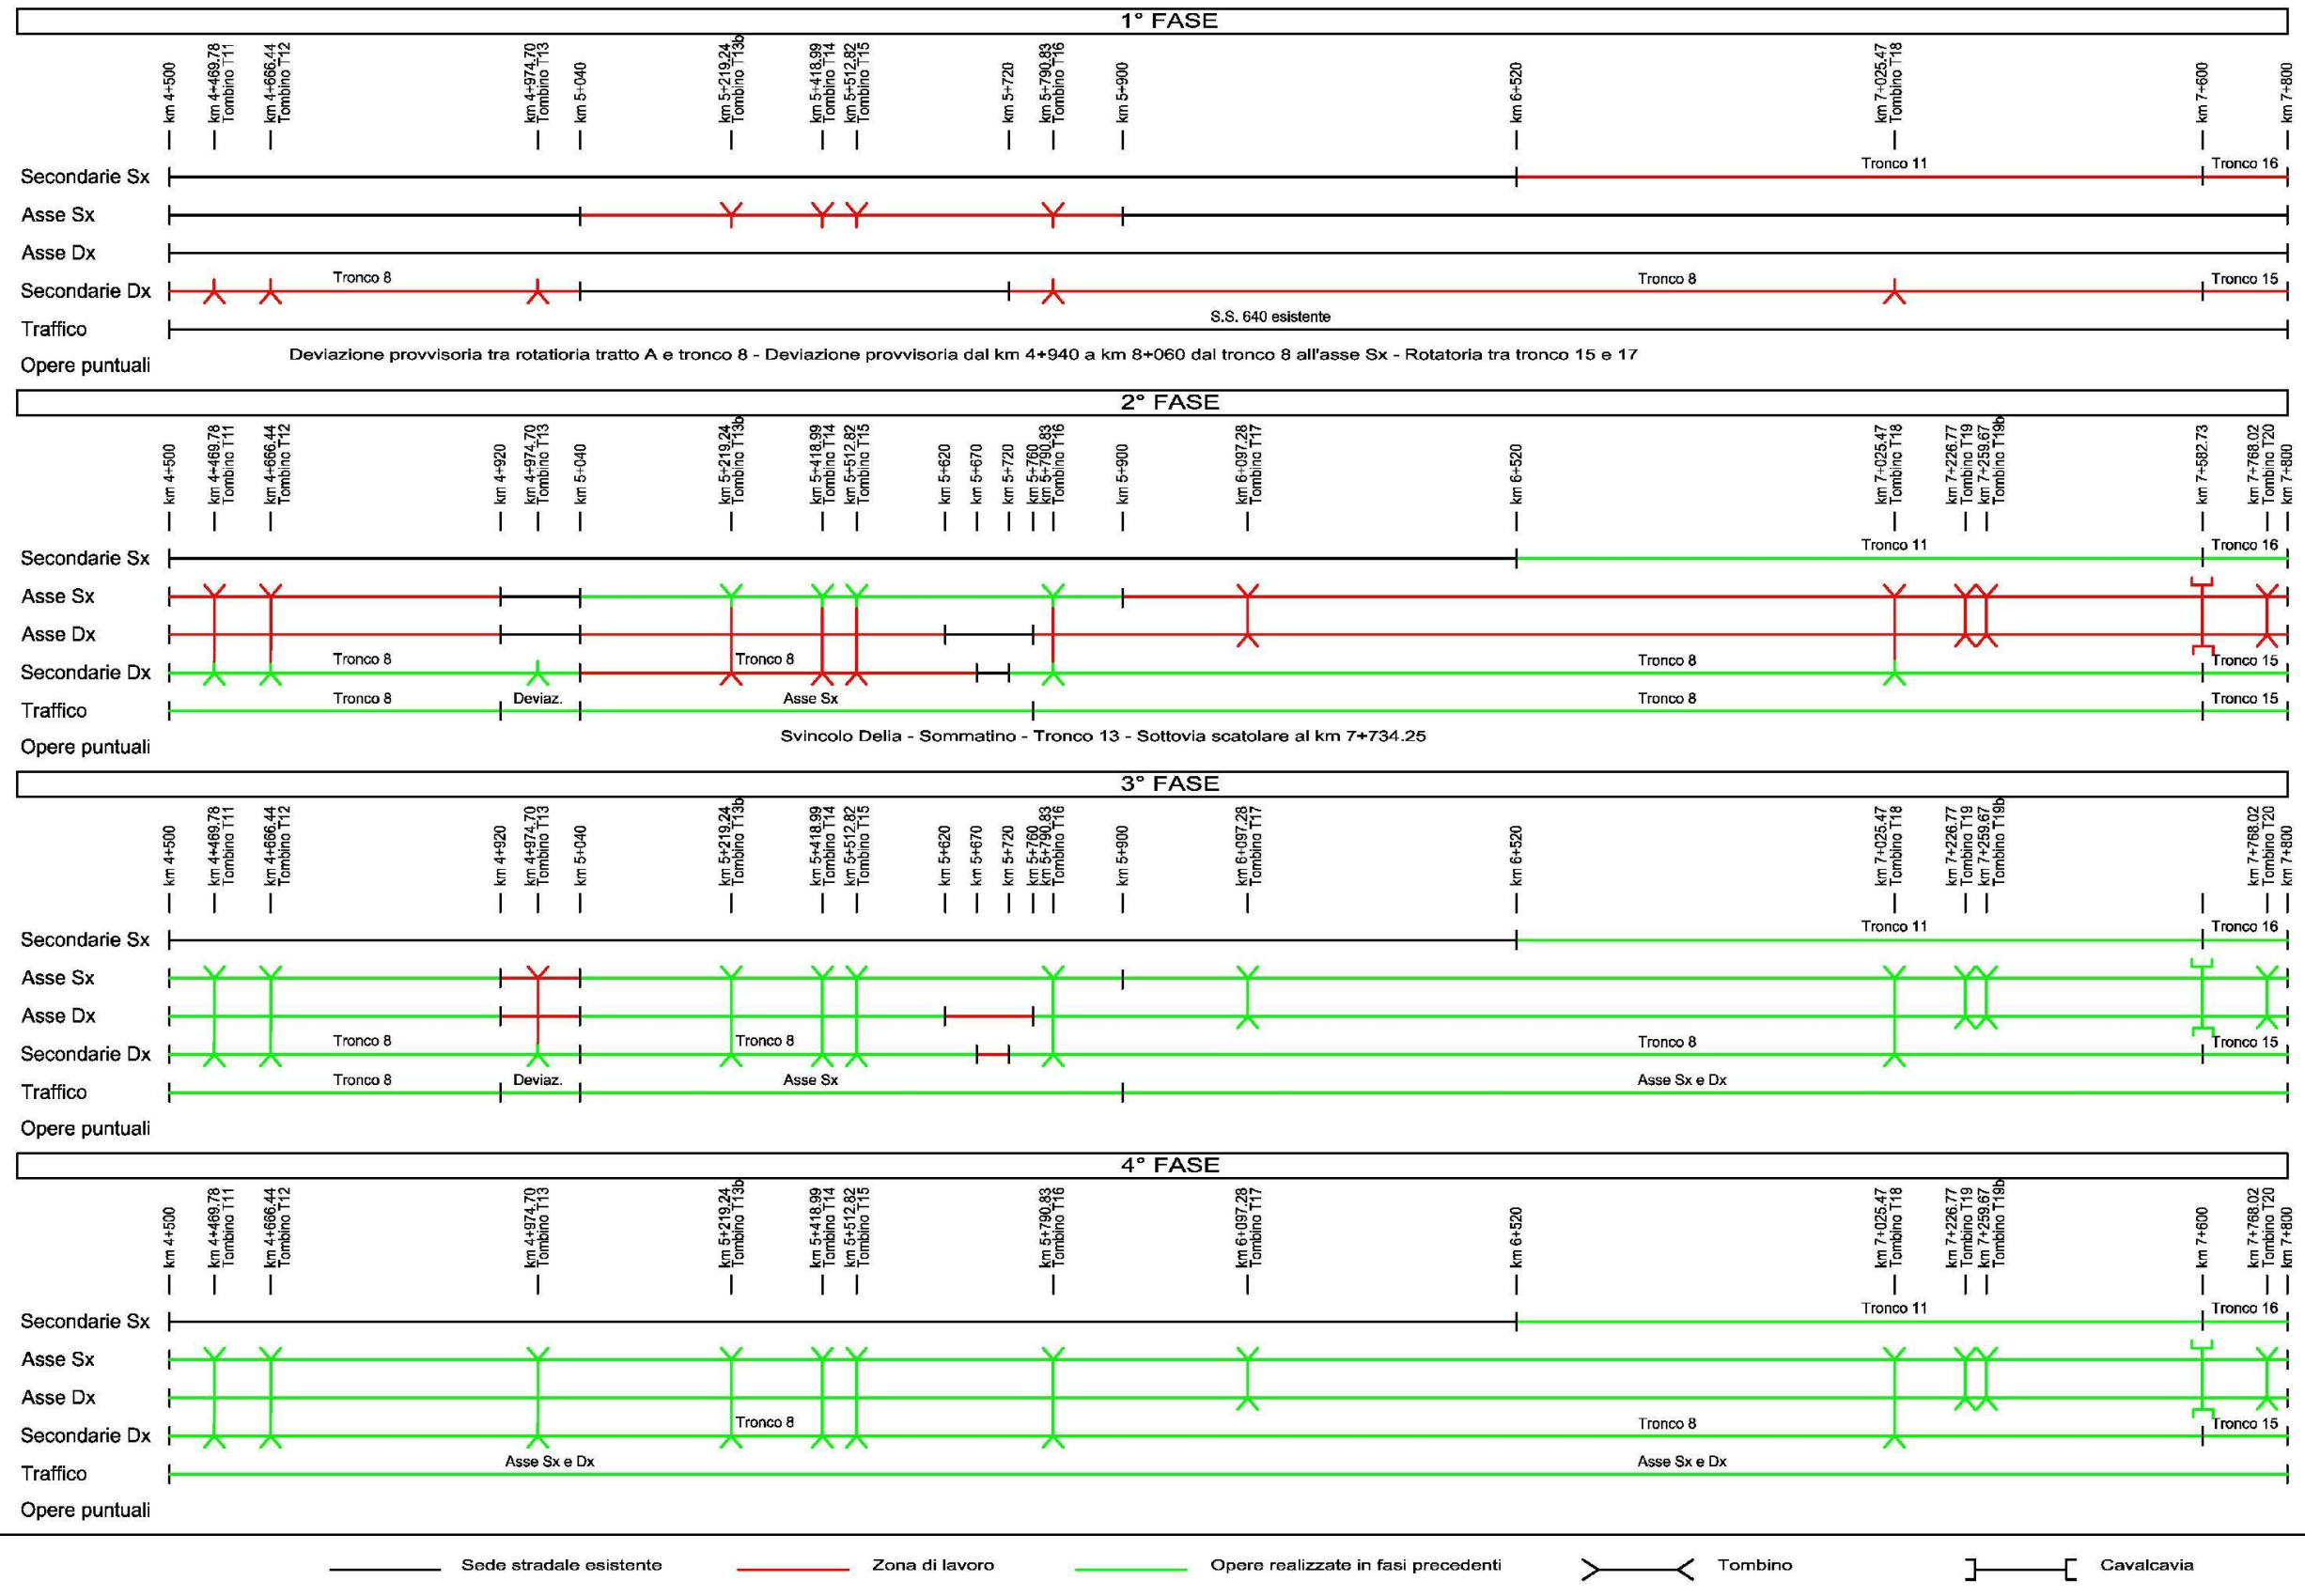 1° FASE
km 4+500
km 4+469.78
Tombino T11
km 4+666.44
Tombino T12
km 4+974.70
Tombino T13
km 5+040
km 5+219.24
Tombino T13b
km 5+418.99
Tombino T14
km 5+512.82
Tombino T15
km 5+720
km 5+790.83
Tombino T16
km 5+900
km 6+520
km 7+025.47
Tombino T18
km 7+600
km 7+800
Secondarie Sx
Tronco 11
Tronco 16
Asse Sx
Asse Dx
Secondarie Dx
Tronco 8
Tronco 8
Tronco 15
Traffico
S.S. 640 esistente
Opere puntuali
Deviazione provvisoria tra rotatioria tratto A e tronco 8 - Deviazione provvisoria dal km 4+940 a km 8+060 dal tronco 8 all'asse Sx - Rotatoria tra tronco 15 e 17
2° FASE
km 4+500
km 4+469.78
Tombino T11
km 4+666.44
Tombino T12
km 4+920
km 4+974.70
Tombino T13
km 5+040
km 5+219.24
Tombino T13b
km 5+418.99
Tombino T14
km 5+512.82
Tombino T15
km 5+620
km 5+670
km 5+720
km 5+760
km 5+790.83
Tombino T16
km 5+900
km 6+097.28
Tombino T17
km 6+520
km 7+025.47
Tombino T18
km 7+226.77
Tombino T19
km 7+259.67
Tombino T19b
km 7+582.73
km 7+768.02
Tombino T20
km 7+800
Secondarie Sx
Tronco 11
Tronco 16
Asse Sx
Asse Dx
Secondarie Dx
Tronco 8
Tronco 8
Tronco 8
Tronco 15
Traffico
Tronco 8
Deviaz.
Asse Sx
Tronco 8
Tronco 15
Opere puntuali
Svincolo Delia - Sommatino - Tronco 13 - Sottovia scatolare al km 7+734.25
3° FASE
km 4+500
km 4+469.78
Tombino T11
km 4+666.44
Tombino T12
km 4+920
km 4+974.70
Tombino T13
km 5+040
km 5+219.24
Tombino T13b
km 5+418.99
Tombino T14
km 5+512.82
Tombino T15
km 5+620
km 5+670
km 5+720
km 5+760
km 5+790.83
Tombino T16
km 5+900
km 6+097.28
Tombino T17
km 6+520
km 7+025.47
Tombino T18
km 7+226.77
Tombino T19
km 7+259.67
Tombino T19b
km 7+768.02
Tombino T20
km 7+800
Secondarie Sx
Tronco 11
Tronco 16
Asse Sx
Asse Dx
Secondarie Dx
Tronco 8
Tronco 8
Tronco 8
Tronco 15
Traffico
Tronco 8
Deviaz.
Asse Sx
Asse Sx e Dx
Opere puntuali
4° FASE
km 4+500
km 4+469.78
Tombino T11
km 4+666.44
Tombino T12
km 4+974.70
Tombino T13
km 5+219.24
Tombino T13b
km 5+418.99
Tombino T14
km 5+512.82
Tombino T15
km 5+790.83
Tombino T16
km 6+097.28
Tombino T17
km 6+520
km 7+025.47
Tombino T18
km 7+226.77
Tombino T19
km 7+259.67
Tombino T19b
km 7+600
km 7+768.02
Tombino T20
km 7+800
Secondarie Sx
Tronco 11
Tronco 16
Asse Sx
Asse Dx
Secondarie Dx
Tronco 8
Tronco 8
Tronco 15
Traffico
Asse Sx e Dx
Asse Sx e Dx
Opere puntuali
Sede stradale esistente
Zona di lavoro
Opere realizzate in fasi precedenti
Tombino
Cavalcavia